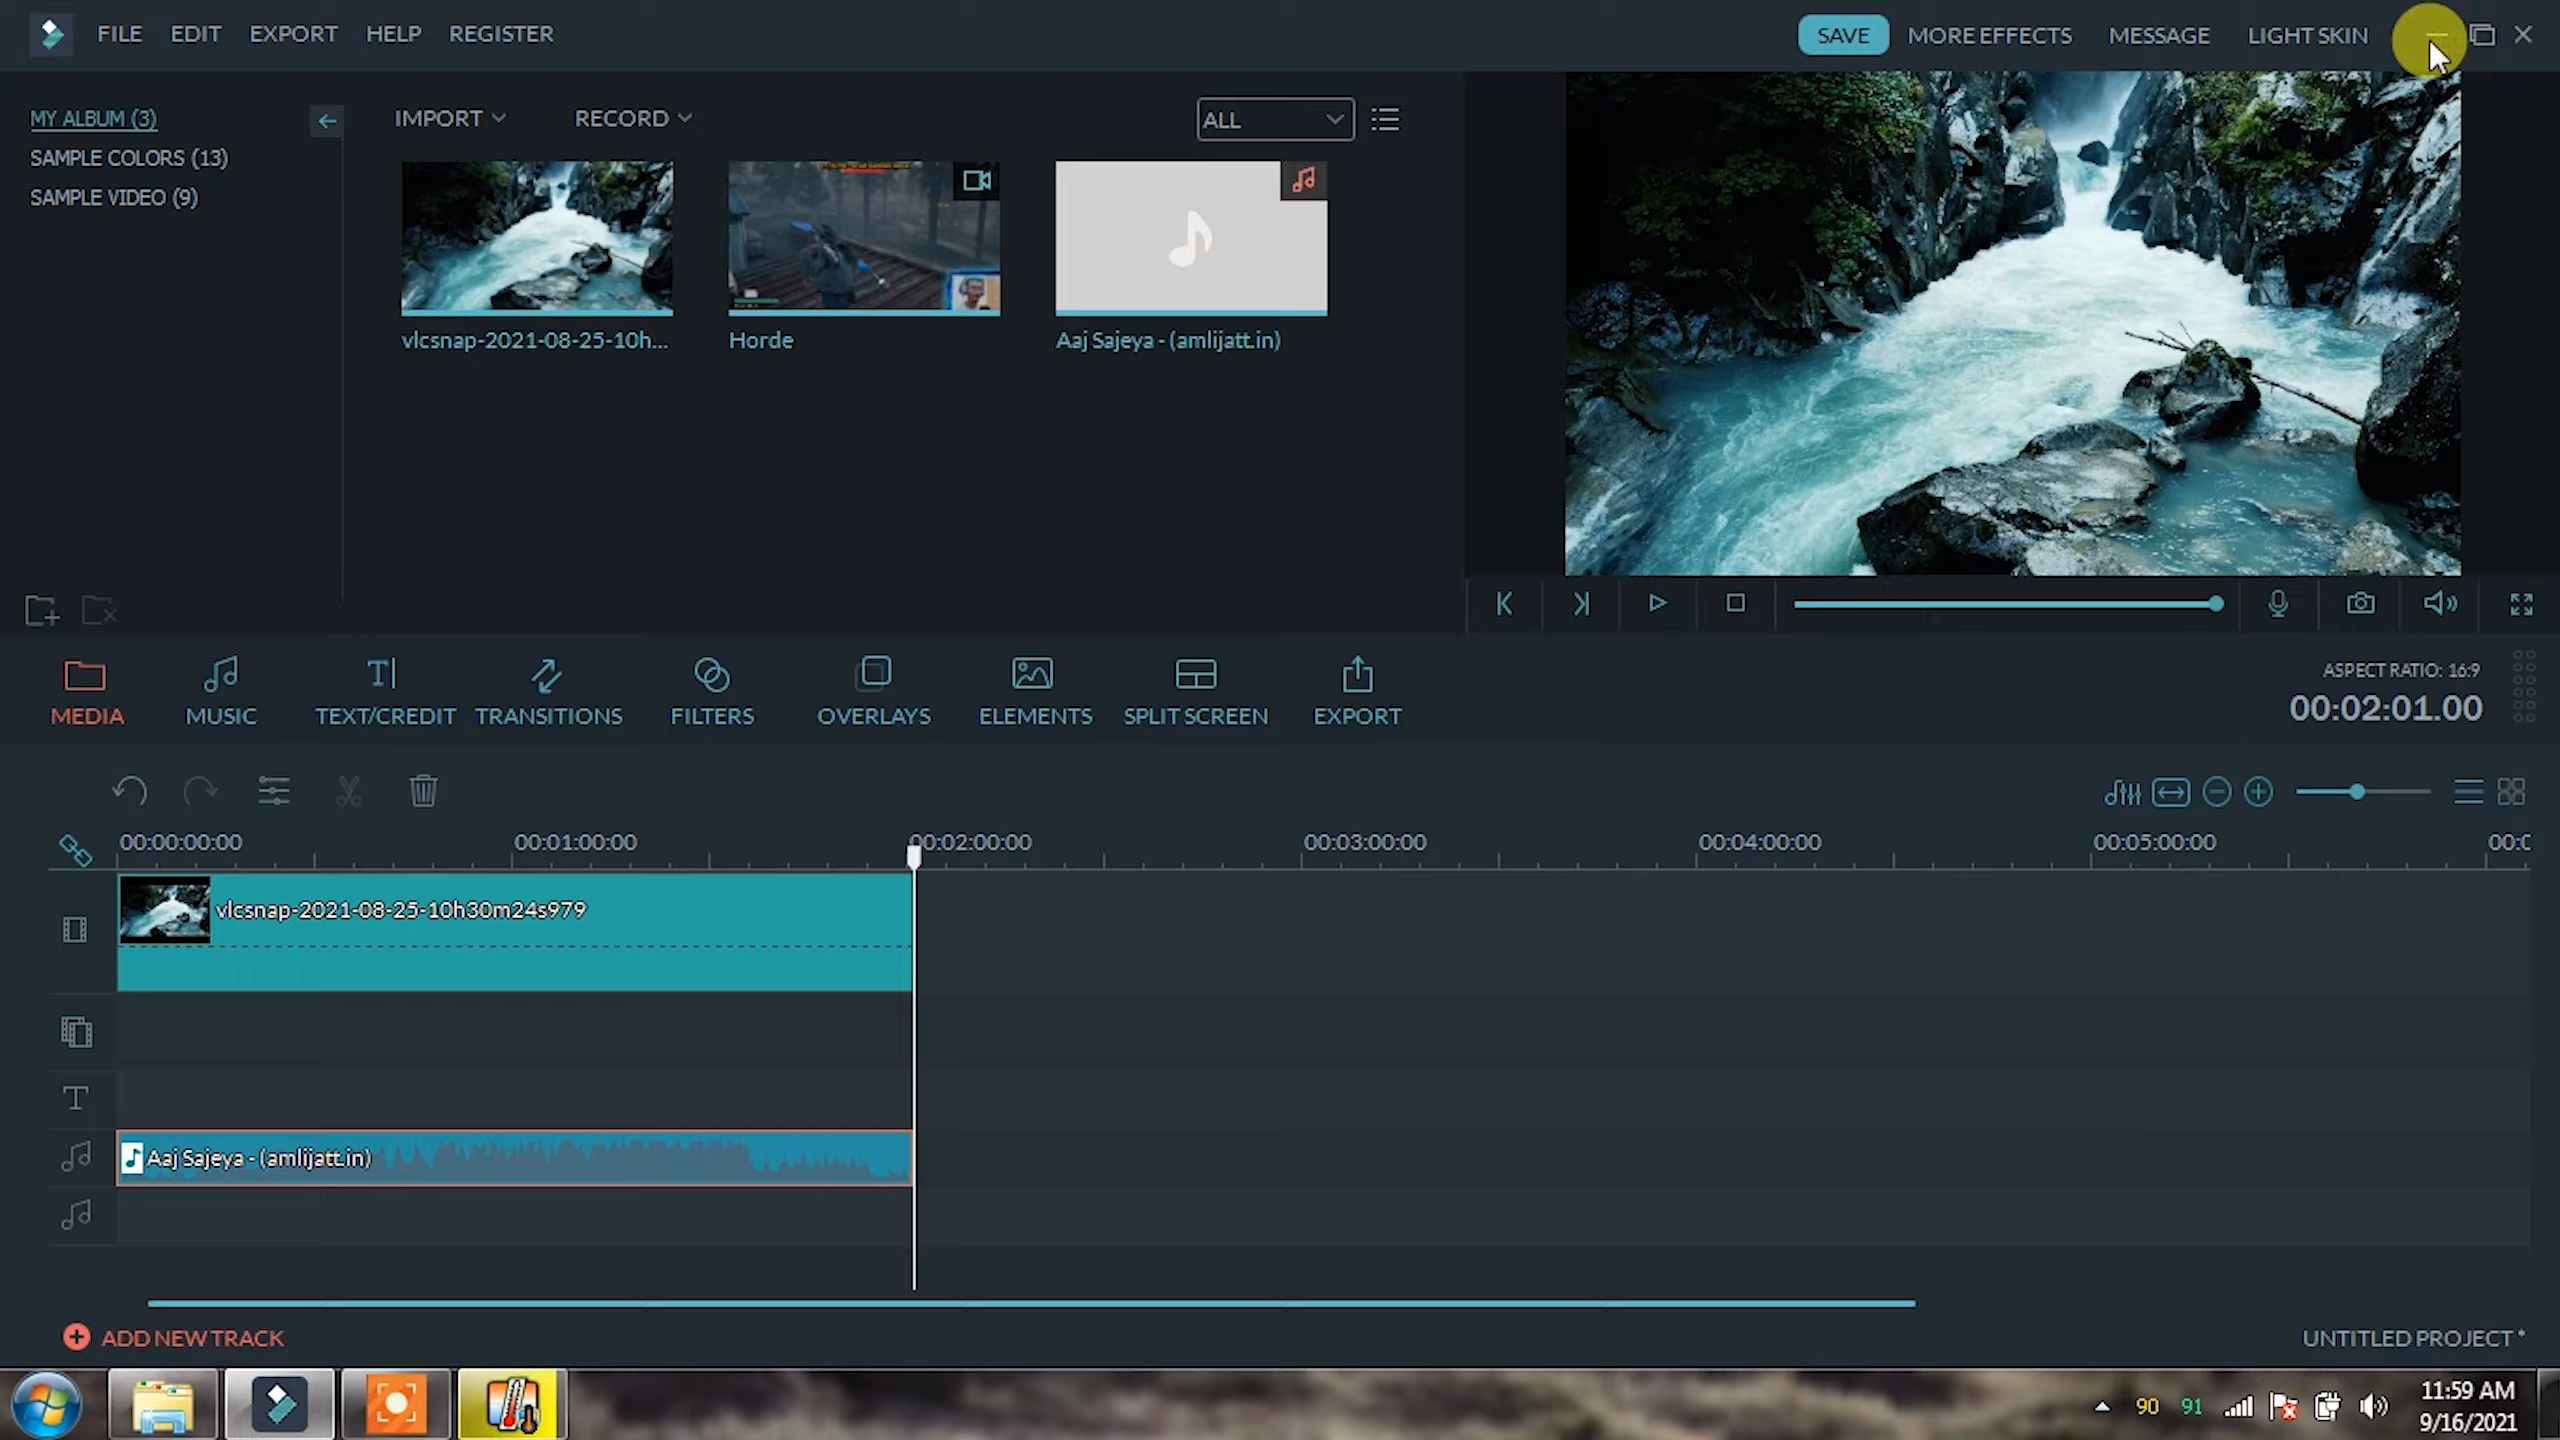 FILE EDIT EXPORT HELP REGISTER
SAVE MORE EFFECTS MESSAGE LIGHT SKIN
MY ALBUM (3)
SAMPLE COLORS (13)
SAMPLE VIDEO (9)
IMPORT RECORD ALL
vlcsnap-2021-08-25-10h... Horde Aaj Sajeya - (amlijatt.in)
MEDIA MUSIC TEXT/CREDIT TRANSITIONS FILTERS OVERLAYS ELEMENTS SPLIT SCREEN EXPORT
ASPECT RATIO: 16:9
00:02:01.00
00:00:00:00 00:01:00:00 00:02:00:00 00:03:00:00 00:04:00:00 00:05:00:00
vlcsnap-2021-08-25-10h30m24s979
T
Aaj Sajeya - (amlijatt.in)
ADD NEW TRACK
UNTITLED PROJECT *
90 91
11:59 AM
9/16/2021